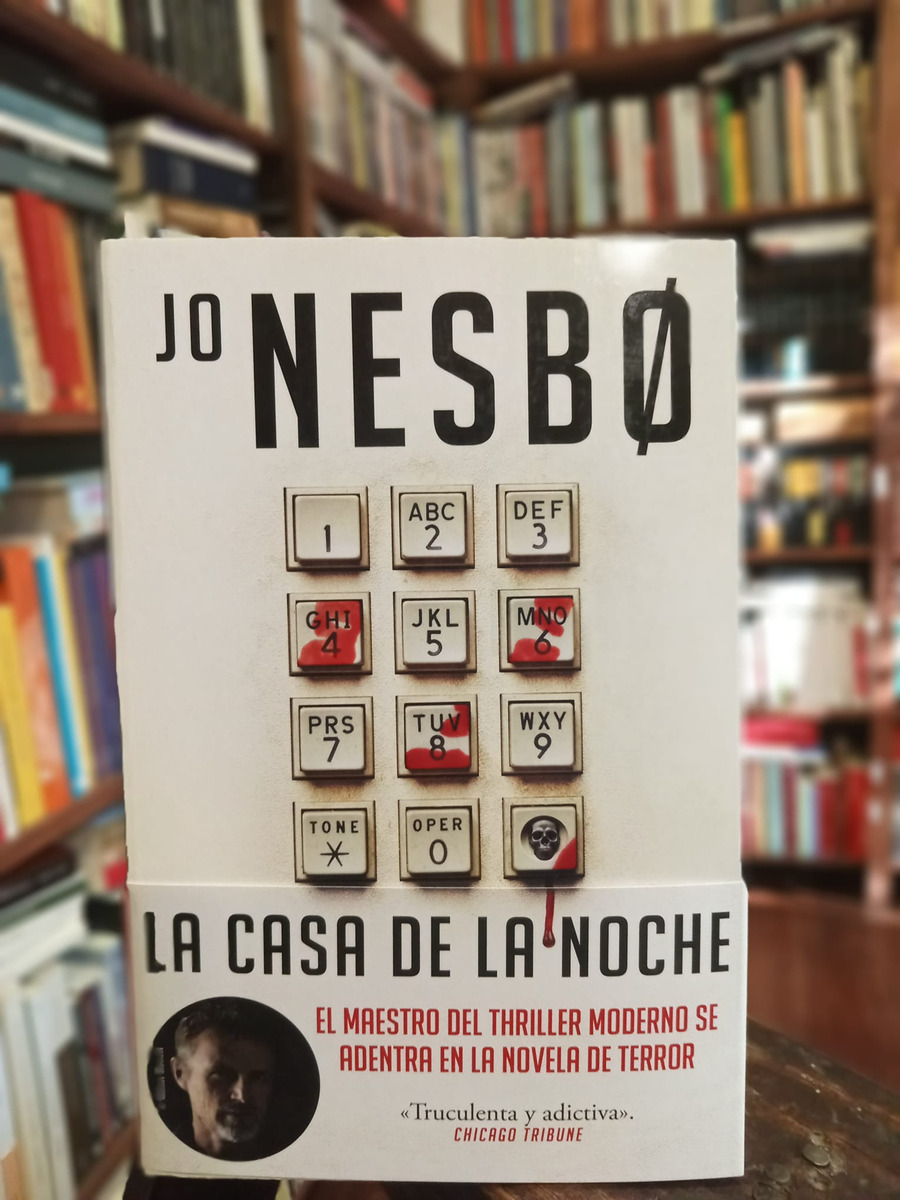 JO NESBØ
1
ABC 2
DEF 3
GHI 4
JKL 5
MNO 6
PRS 7
TUV 8
WXY 9
TONE *
OPER 0
LA CASA DE LA NOCHE
EL MAESTRO DEL THRILLER MODERNO SE
ADENTRA EN LA NOVELA DE TERROR
«Truculenta y adictiva».
CHICAGO TRIBUNE